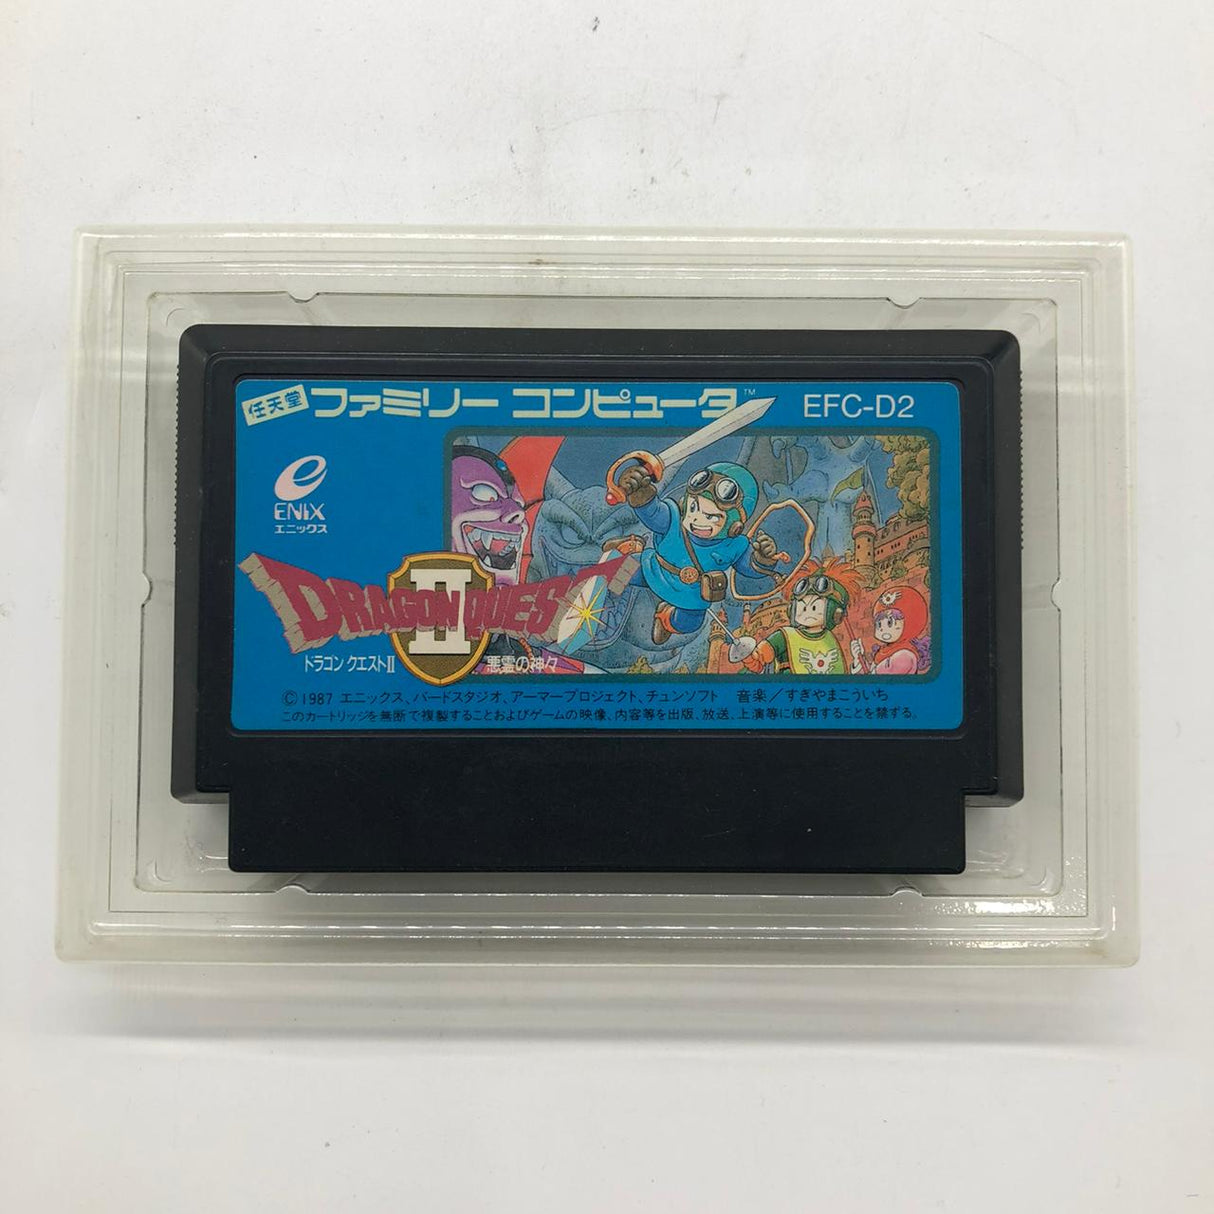 任天堂 ファミリー コンピュータ™ EFC-D2
e
ENIX
エニックス
DRAGON QUEST
II
ドラゴン クエストII 悪霊の神々
©1987 エニックス、バードスタジオ、アーマープロジェクト、チュンソフト 音楽／すぎやまこういち
このカートリッジを無断で複製することおよびゲームの映像、内容等を出版、放送、上演等に使用することを禁ずる。